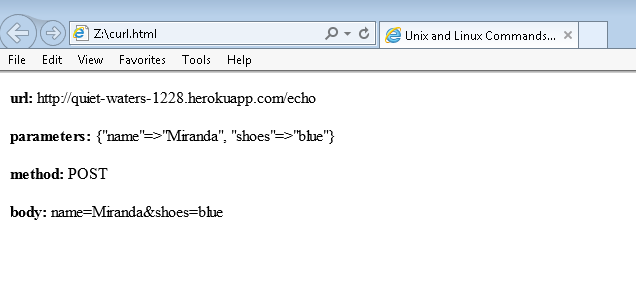 Z:\curl.html
Unix and Linux Commands...
File Edit View Favorites Tools Help
url: http://quiet-waters-1228.herokuapp.com/echo
parameters: {"name"=>"Miranda", "shoes"=>"blue"}
method: POST
body: name=Miranda&shoes=blue